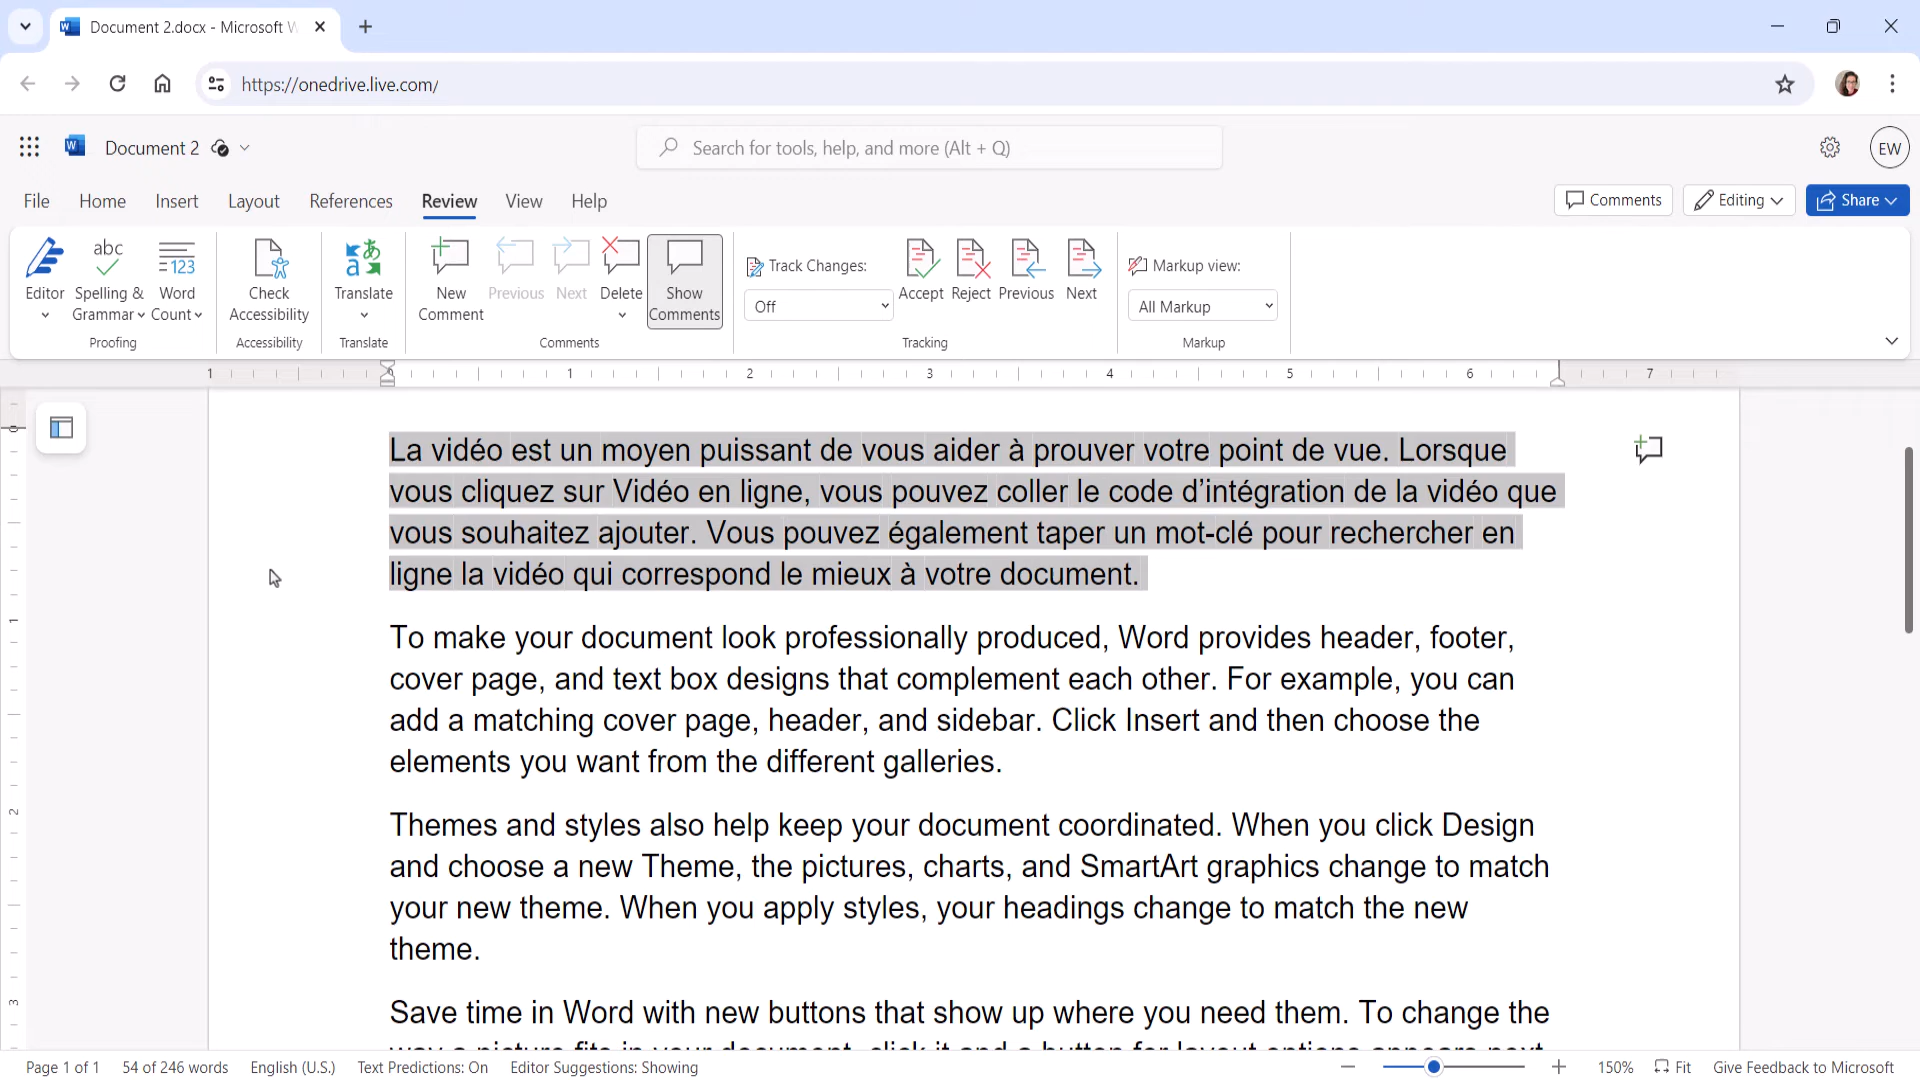 Document 2.docx - Microsoft W
https://onedrive.live.com/
Document 2
Search for tools, help, and more (Alt + Q)
EW
File Home Insert Layout References Review View Help
Comments Editing Share
abc
123
Editor Spelling & Grammar Word Count
Proofing
Check Accessibility
Accessibility
Translate
Translate
New Comment Previous Next Delete Show Comments
Comments
Track Changes:
Off
Accept Reject Previous Next
Tracking
Markup view:
All Markup
Markup
1 1 2 3 4 5 6 7
La vidéo est un moyen puissant de vous aider à prouver votre point de vue. Lorsque
vous cliquez sur Vidéo en ligne, vous pouvez coller le code d’intégration de la vidéo que
vous souhaitez ajouter. Vous pouvez également taper un mot-clé pour rechercher en
ligne la vidéo qui correspond le mieux à votre document.
To make your document look professionally produced, Word provides header, footer,
cover page, and text box designs that complement each other. For example, you can
add a matching cover page, header, and sidebar. Click Insert and then choose the
elements you want from the different galleries.
Themes and styles also help keep your document coordinated. When you click Design
and choose a new Theme, the pictures, charts, and SmartArt graphics change to match
your new theme. When you apply styles, your headings change to match the new
theme.
Save time in Word with new buttons that show up where you need them. To change the
way a picture fits in your document, click it and a button for layout options appears next
0
1
2
3
Page 1 of 1 54 of 246 words English (U.S.) Text Predictions: On Editor Suggestions: Showing
150% Fit Give Feedback to Microsoft